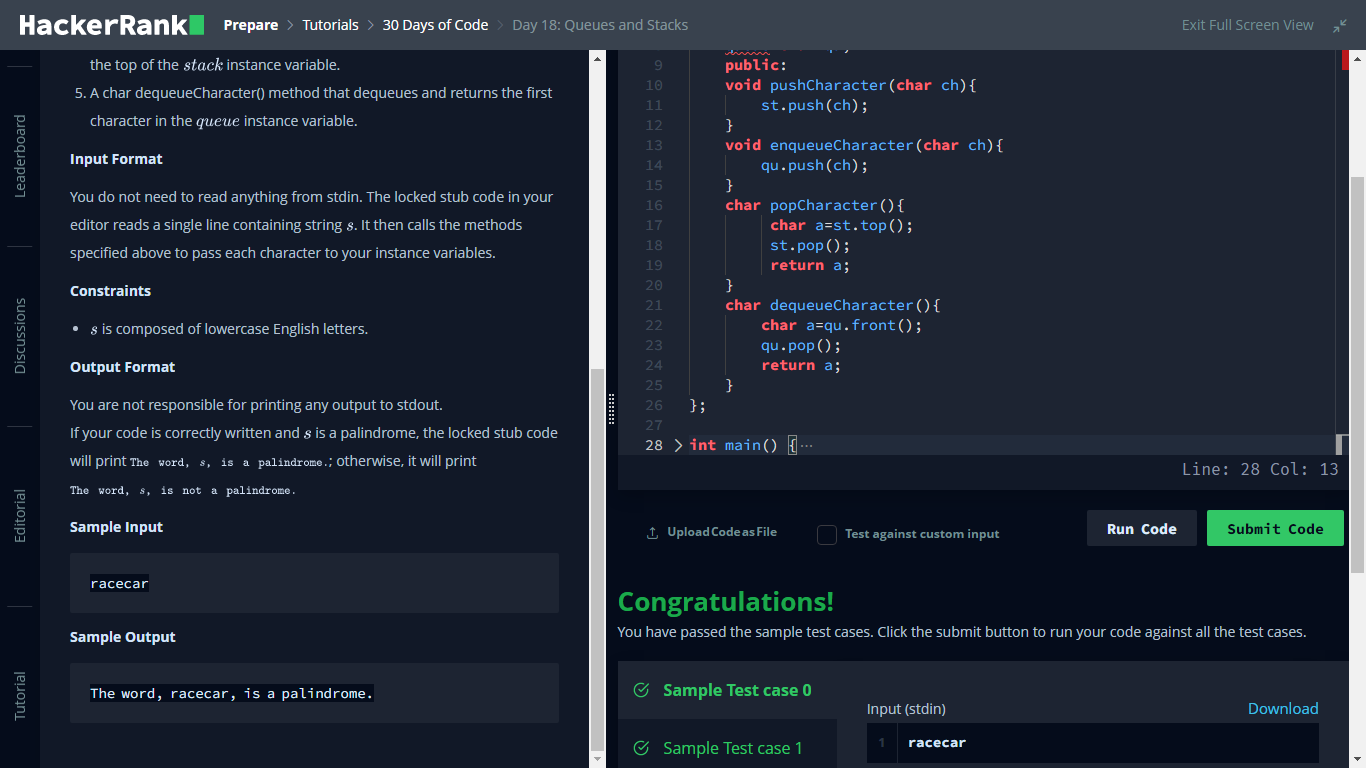 HackerRank
Prepare > Tutorials > 30 Days of Code > Day 18: Queues and Stacks
Exit Full Screen View
Leaderboard
Discussions
Editorial
Tutorial
the top of the stack instance variable.
5. A char dequeueCharacter() method that dequeues and returns the first
character in the queue instance variable.
Input Format
You do not need to read anything from stdin. The locked stub code in your
editor reads a single line containing string s. It then calls the methods
specified above to pass each character to your instance variables.
Constraints
• s is composed of lowercase English letters.
Output Format
You are not responsible for printing any output to stdout.
If your code is correctly written and s is a palindrome, the locked stub code
will print The word, s, is a palindrome.; otherwise, it will print
The word, s, is not a palindrome.
Sample Input
racecar
Sample Output
The word, racecar, is a palindrome.
9 public:
10 void pushCharacter(char ch){
11 st.push(ch);
12 }
13 void enqueueCharacter(char ch){
14 qu.push(ch);
15 }
16 char popCharacter(){
17 char a=st.top();
18 st.pop();
19 return a;
20 }
21 char dequeueCharacter(){
22 char a=qu.front();
23 qu.pop();
24 return a;
25 }
26 };
27
28 > int main() { ...
Line: 28 Col: 13
Upload Code as File
Test against custom input
Run Code
Submit Code
Congratulations!
You have passed the sample test cases. Click the submit button to run your code against all the test cases.
Sample Test case 0
Sample Test case 1
Input (stdin)
Download
1 racecar